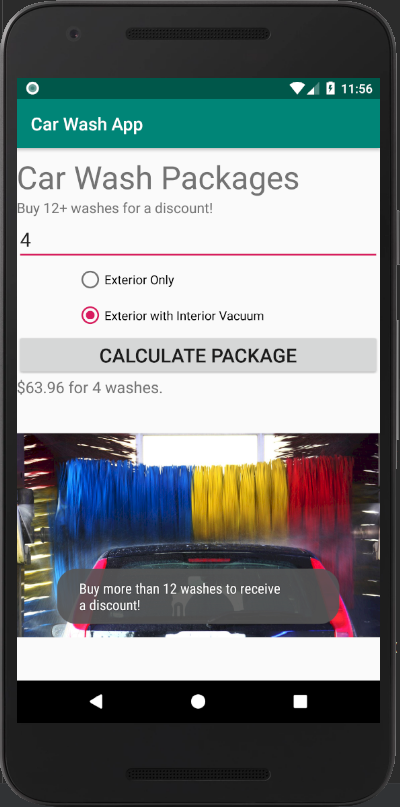 11:56
Car Wash App
Car Wash Packages
Buy 12+ washes for a discount!
4
Exterior Only
Exterior with Interior Vacuum
CALCULATE PACKAGE
$63.96 for 4 washes.
Buy more than 12 washes to receive
a discount!